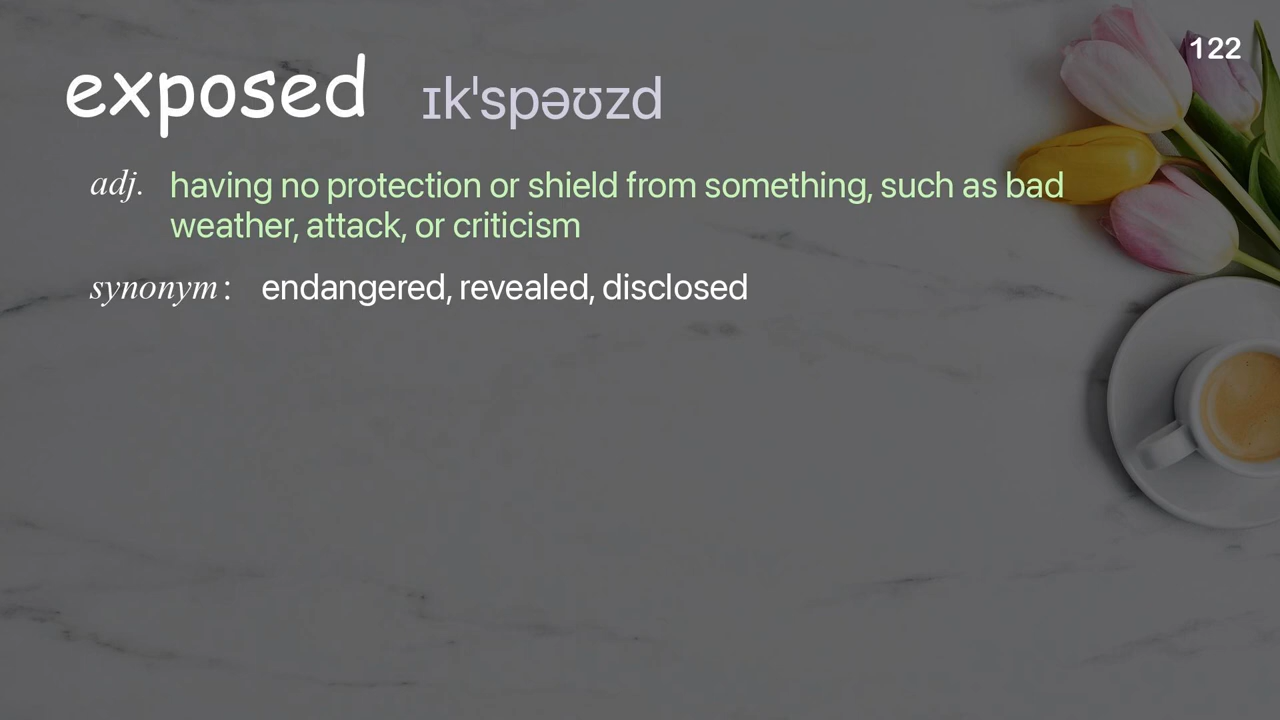 122
exposed ɪkˈspəʊzd
adj. having no protection or shield from something, such as bad
weather, attack, or criticism
synonym : endangered, revealed, disclosed